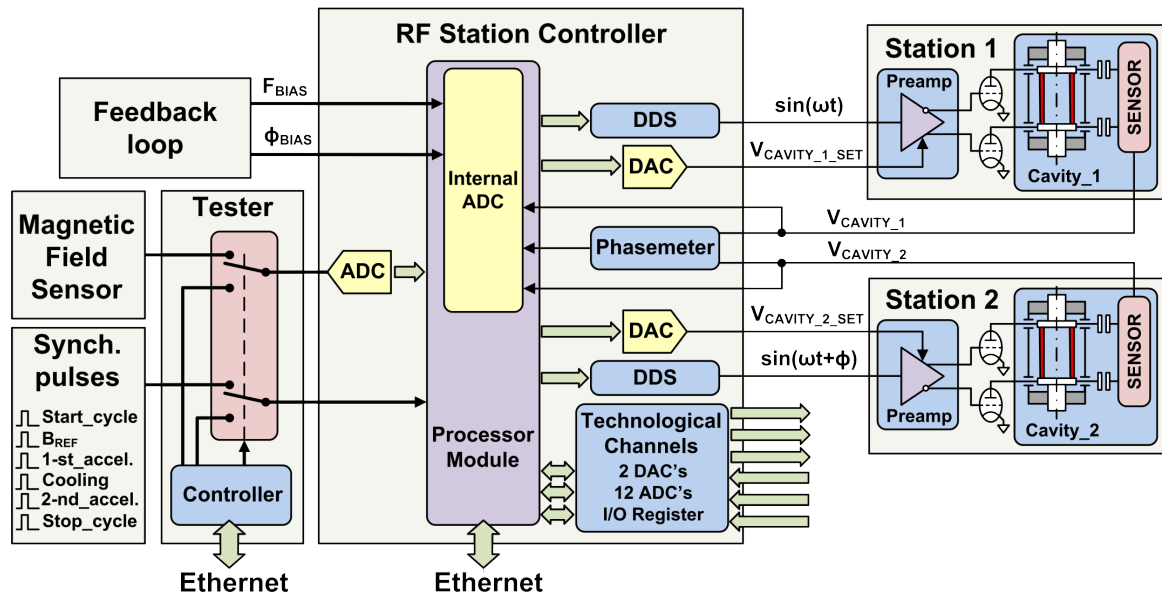 RF Station Controller
Feedback
loop
F_BIAS
ϕ_BIAS
Magnetic
Field
Sensor
Synch.
pulses
Start_cycle
B_REF
1-st_accel.
Cooling
2-nd_accel.
Stop_cycle
Tester
Controller
Ethernet
ADC
Internal
ADC
Processor
Module
Ethernet
DDS
DAC
Phasemeter
DAC
DDS
Technological
Channels
2 DAC's
12 ADC's
I/O Register
sin(ωt)
V_CAVITY_1_SET
V_CAVITY_1
V_CAVITY_2
V_CAVITY_2_SET
sin(ωt+ϕ)
Station 1
Preamp
Cavity_1
SENSOR
Station 2
Preamp
Cavity_2
SENSOR